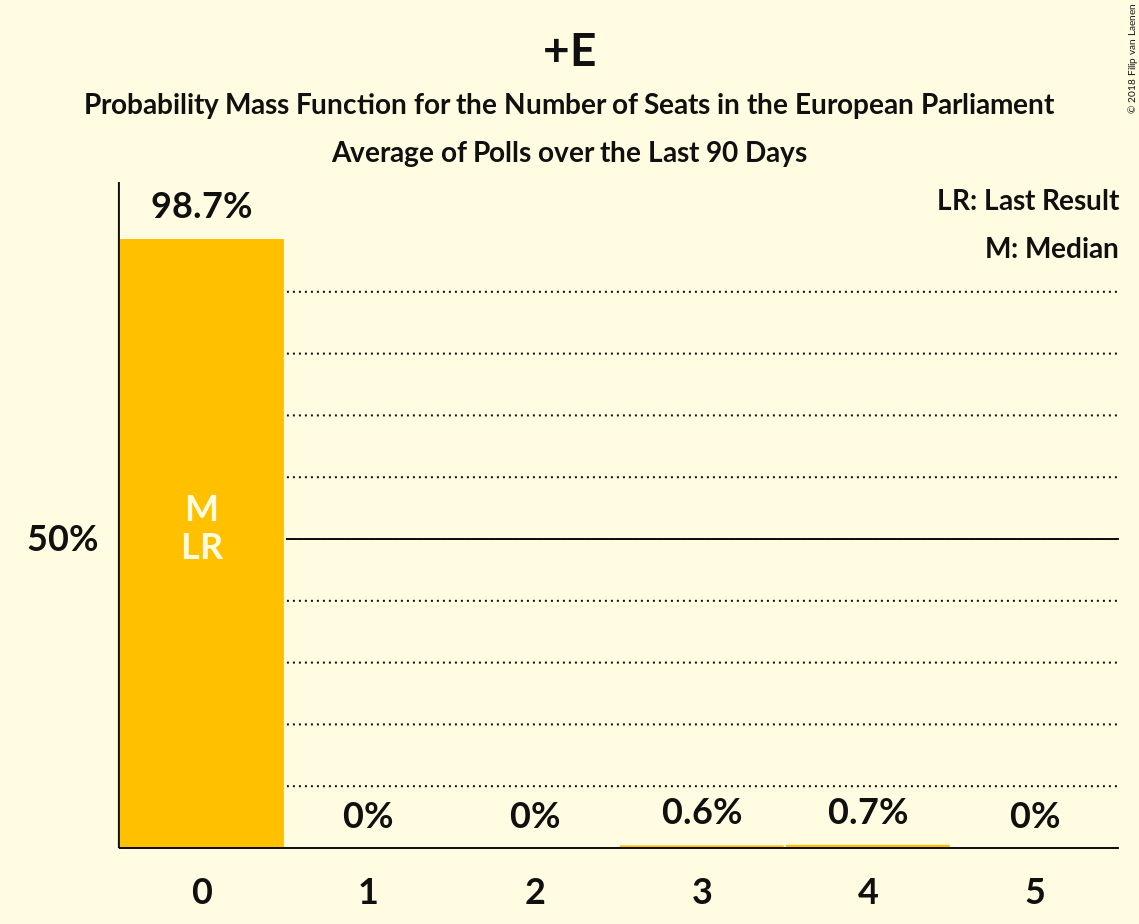 +E
Probability Mass Function for the Number of Seats in the European Parliament
Average of Polls over the Last 90 Days
© 2018 Filip van Laenen
LR: Last Result
M: Median
98.7%
M
LR
50%
0%
0%
0.6%
0.7%
0%
0
1
2
3
4
5